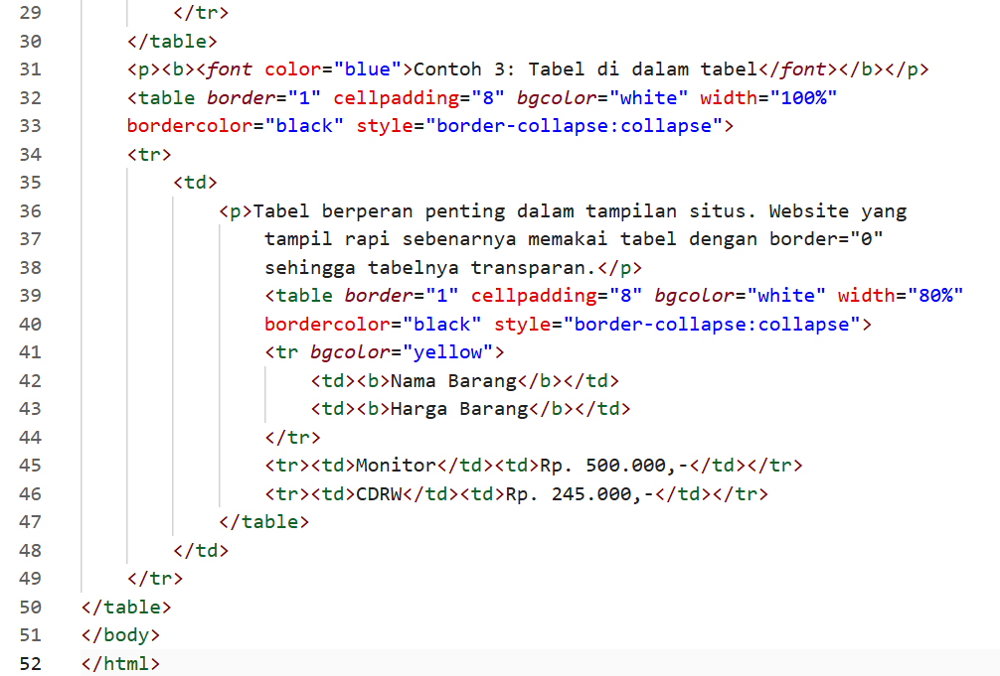 29 </tr>
30 </table>
31 <p><b><font color="blue">Contoh 3: Tabel di dalam tabel</font></b></p>
32 <table border="1" cellpadding="8" bgcolor="white" width="100%"
33 bordercolor="black" style="border-collapse:collapse">
34 <tr>
35 <td>
36 <p>Tabel berperan penting dalam tampilan situs. Website yang
37 tampil rapi sebenarnya memakai tabel dengan border="0"
38 sehingga tabelnya transparan.</p>
39 <table border="1" cellpadding="8" bgcolor="white" width="80%"
40 bordercolor="black" style="border-collapse:collapse">
41 <tr bgcolor="yellow">
42 <td><b>Nama Barang</b></td>
43 <td><b>Harga Barang</b></td>
44 </tr>
45 <tr><td>Monitor</td><td>Rp. 500.000,-</td></tr>
46 <tr><td>CDRW</td><td>Rp. 245.000,-</td></tr>
47 </table>
48 </td>
49 </tr>
50 </table>
51 </body>
52 </html>